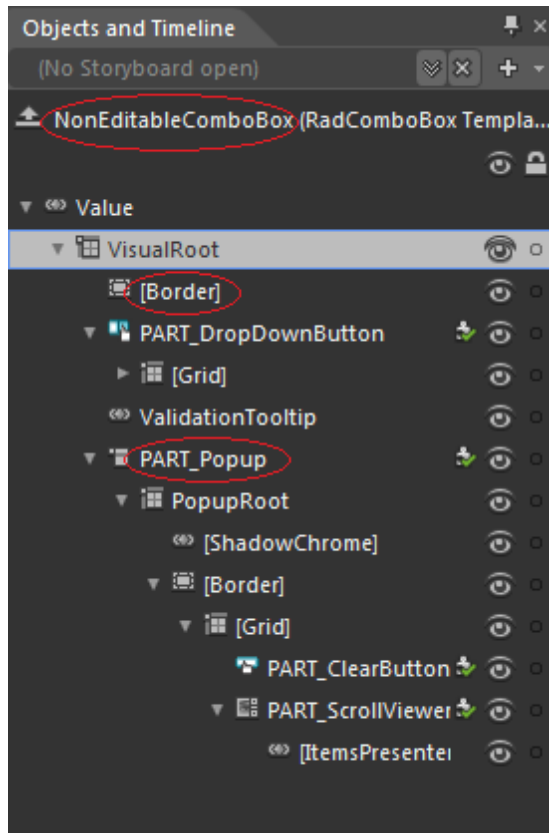 Objects and Timeline
(No Storyboard open)
NonEditableComboBox (RadComboBox Templa...
Value
VisualRoot
[Border]
PART_DropDownButton
[Grid]
ValidationTooltip
PART_Popup
PopupRoot
[ShadowChrome]
[Border]
[Grid]
PART_ClearButton
PART_ScrollViewer
[ItemsPresenter